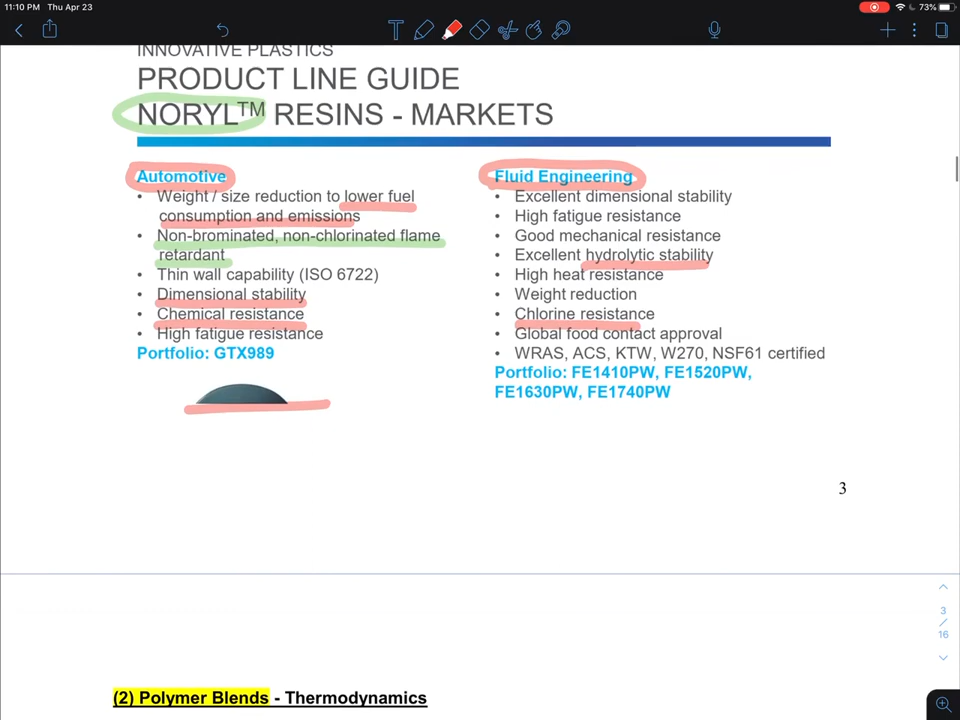 11:10 PM Thu Apr 23
73%
INNOVATIVE PLASTICS
PRODUCT LINE GUIDE
NORYL™ RESINS - MARKETS
Automotive
• Weight / size reduction to lower fuel
consumption and emissions
• Non-brominated, non-chlorinated flame
retardant
• Thin wall capability (ISO 6722)
• Dimensional stability
• Chemical resistance
• High fatigue resistance
Portfolio: GTX989
Fluid Engineering
• Excellent dimensional stability
• High fatigue resistance
• Good mechanical resistance
• Excellent hydrolytic stability
• High heat resistance
• Weight reduction
• Chlorine resistance
• Global food contact approval
• WRAS, ACS, KTW, W270, NSF61 certified
Portfolio: FE1410PW, FE1520PW,
FE1630PW, FE1740PW
3
3
/
16
(2) Polymer Blends - Thermodynamics